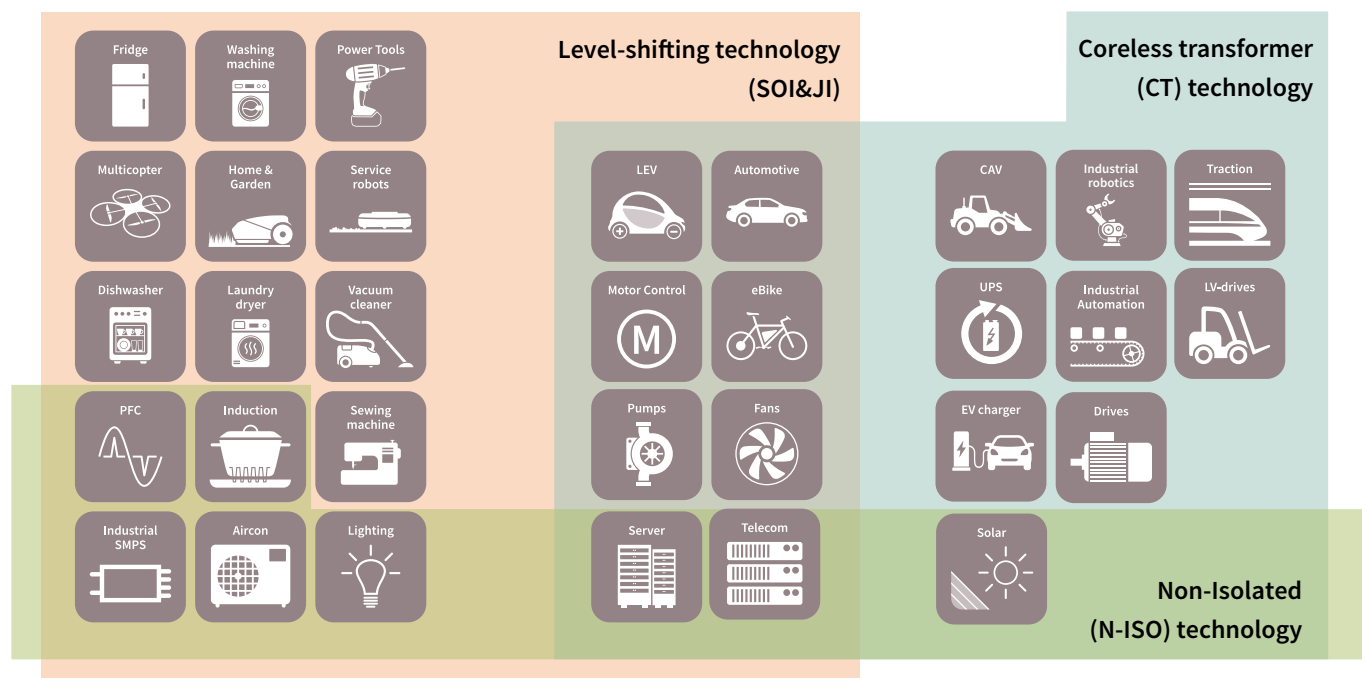 Level-shifting technology
(SOI&JI)
Coreless transformer
(CT) technology
Fridge
Washing
machine
Power Tools
Multicopter
Home &
Garden
Service
robots
LEV
Automotive
CAV
Industrial
robotics
Traction
Dishwasher
Laundry
dryer
Vacuum
cleaner
Motor Control
M
eBike
UPS
Industrial
Automation
LV-drives
PFC
Induction
Sewing
machine
Pumps
Fans
EV charger
Drives
Industrial
SMPS
Aircon
Lighting
Server
Telecom
Solar
Non-Isolated
(N-ISO) technology